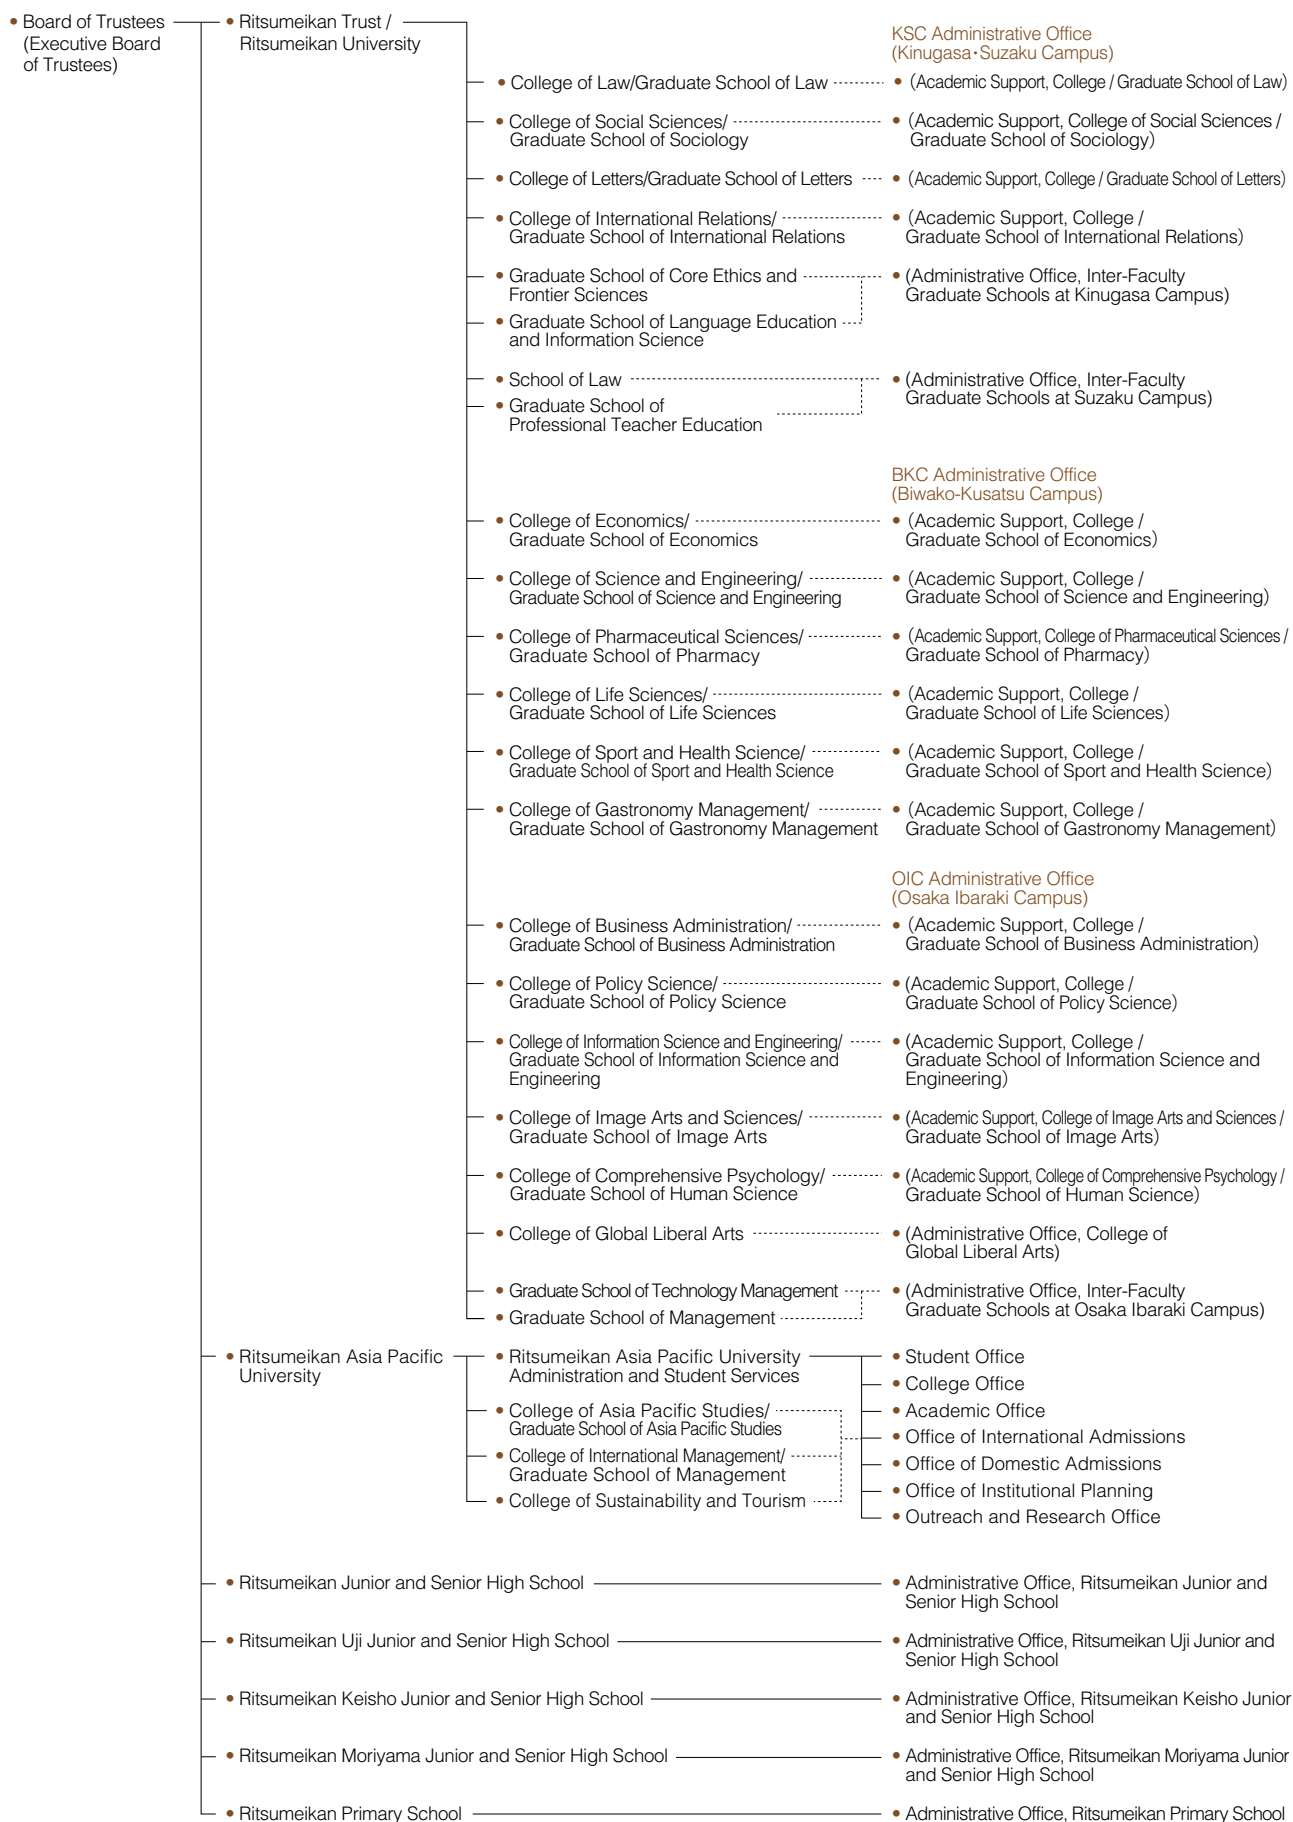 • Board of Trustees
(Executive Board
of Trustees)
• Ritsumeikan Trust /
Ritsumeikan University
KSC Administrative Office
(Kinugasa・Suzaku Campus)
• College of Law/Graduate School of Law
• (Academic Support, College / Graduate School of Law)
• College of Social Sciences/
Graduate School of Sociology
• (Academic Support, College of Social Sciences /
Graduate School of Sociology)
• College of Letters/Graduate School of Letters
• (Academic Support, College / Graduate School of Letters)
• College of International Relations/
Graduate School of International Relations
• (Academic Support, College /
Graduate School of International Relations)
• Graduate School of Core Ethics and
Frontier Sciences
• (Administrative Office, Inter-Faculty
Graduate Schools at Kinugasa Campus)
• Graduate School of Language Education
and Information Science
• School of Law
• (Administrative Office, Inter-Faculty
Graduate Schools at Suzaku Campus)
• Graduate School of
Professional Teacher Education
BKC Administrative Office
(Biwako-Kusatsu Campus)
• College of Economics/
Graduate School of Economics
• (Academic Support, College /
Graduate School of Economics)
• College of Science and Engineering/
Graduate School of Science and Engineering
• (Academic Support, College /
Graduate School of Science and Engineering)
• College of Pharmaceutical Sciences/
Graduate School of Pharmacy
• (Academic Support, College of Pharmaceutical Sciences /
Graduate School of Pharmacy)
• College of Life Sciences/
Graduate School of Life Sciences
• (Academic Support, College /
Graduate School of Life Sciences)
• College of Sport and Health Science/
Graduate School of Sport and Health Science
• (Academic Support, College /
Graduate School of Sport and Health Science)
• College of Gastronomy Management/
Graduate School of Gastronomy Management
• (Academic Support, College /
Graduate School of Gastronomy Management)
OIC Administrative Office
(Osaka Ibaraki Campus)
• College of Business Administration/
Graduate School of Business Administration
• (Academic Support, College /
Graduate School of Business Administration)
• College of Policy Science/
Graduate School of Policy Science
• (Academic Support, College /
Graduate School of Policy Science)
• College of Information Science and Engineering/
Graduate School of Information Science and
Engineering
• (Academic Support, College /
Graduate School of Information Science and
Engineering)
• College of Image Arts and Sciences/
Graduate School of Image Arts
• (Academic Support, College of Image Arts and Sciences /
Graduate School of Image Arts)
• College of Comprehensive Psychology/
Graduate School of Human Science
• (Academic Support, College of Comprehensive Psychology /
Graduate School of Human Science)
• College of Global Liberal Arts
• (Administrative Office, College of
Global Liberal Arts)
• Graduate School of Technology Management
• (Administrative Office, Inter-Faculty
Graduate Schools at Osaka Ibaraki Campus)
• Graduate School of Management
• Ritsumeikan Asia Pacific
University
• Ritsumeikan Asia Pacific University
Administration and Student Services
• College of Asia Pacific Studies/
Graduate School of Asia Pacific Studies
• College of International Management/
Graduate School of Management
• College of Sustainability and Tourism
• Student Office
• College Office
• Academic Office
• Office of International Admissions
• Office of Domestic Admissions
• Office of Institutional Planning
• Outreach and Research Office
• Ritsumeikan Junior and Senior High School
• Administrative Office, Ritsumeikan Junior and
Senior High School
• Ritsumeikan Uji Junior and Senior High School
• Administrative Office, Ritsumeikan Uji Junior and
Senior High School
• Ritsumeikan Keisho Junior and Senior High School
• Administrative Office, Ritsumeikan Keisho Junior
and Senior High School
• Ritsumeikan Moriyama Junior and Senior High School
• Administrative Office, Ritsumeikan Moriyama Junior
and Senior High School
• Ritsumeikan Primary School
• Administrative Office, Ritsumeikan Primary School